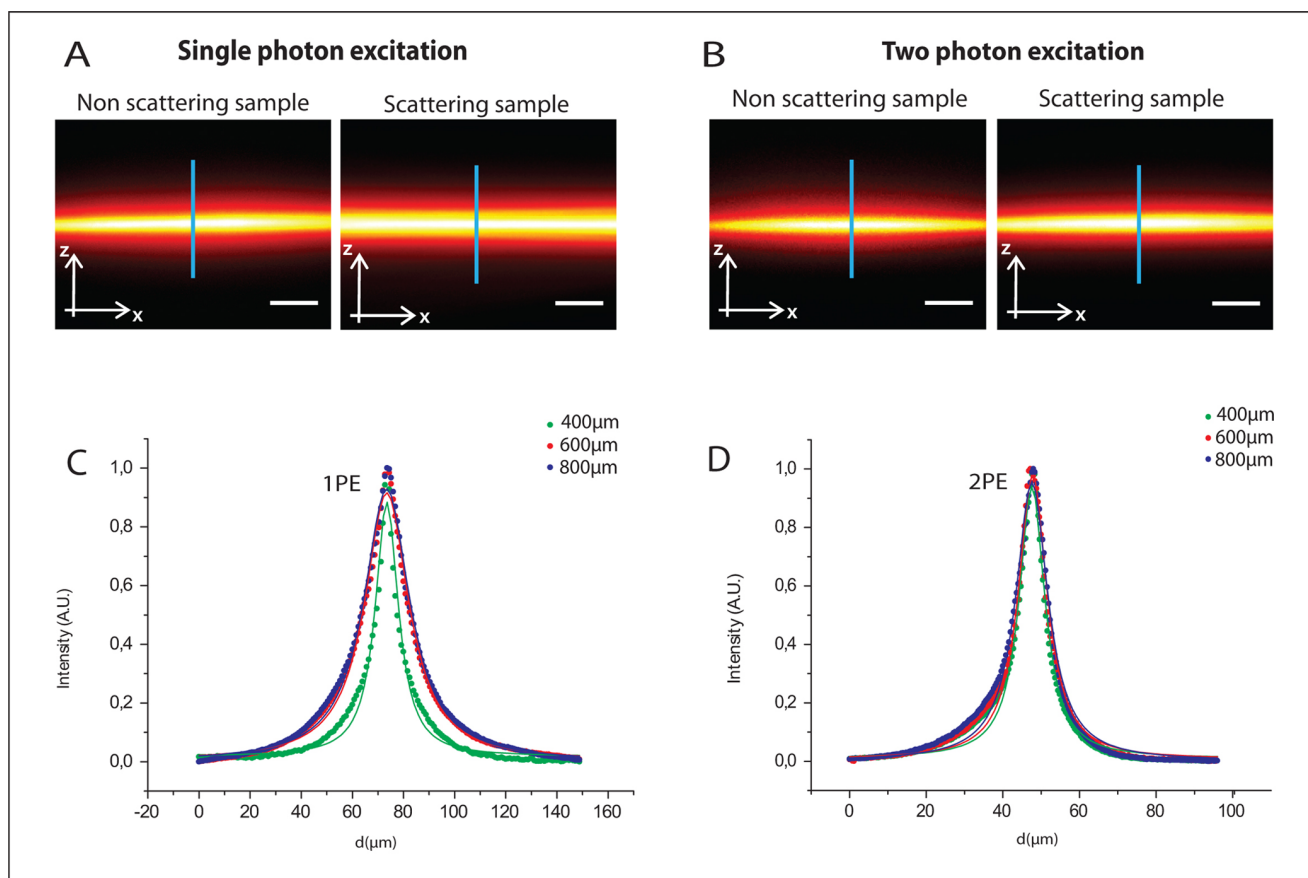 A
Single photon excitation
Non scattering sample
Scattering sample
z
x
z
x
B
Two photon excitation
Non scattering sample
Scattering sample
z
x
z
x
C
1PE
400µm
600µm
800µm
1,0
0,8
0,6
0,4
0,2
0,0
Intensity (A.U.)
-20 0 20 40 60 80 100 120 140 160
d(µm)
D
2PE
400µm
600µm
800µm
1,0
0,8
0,6
0,4
0,2
0,0
Intensity (A.U.)
0 20 40 60 80 100
d(µm)